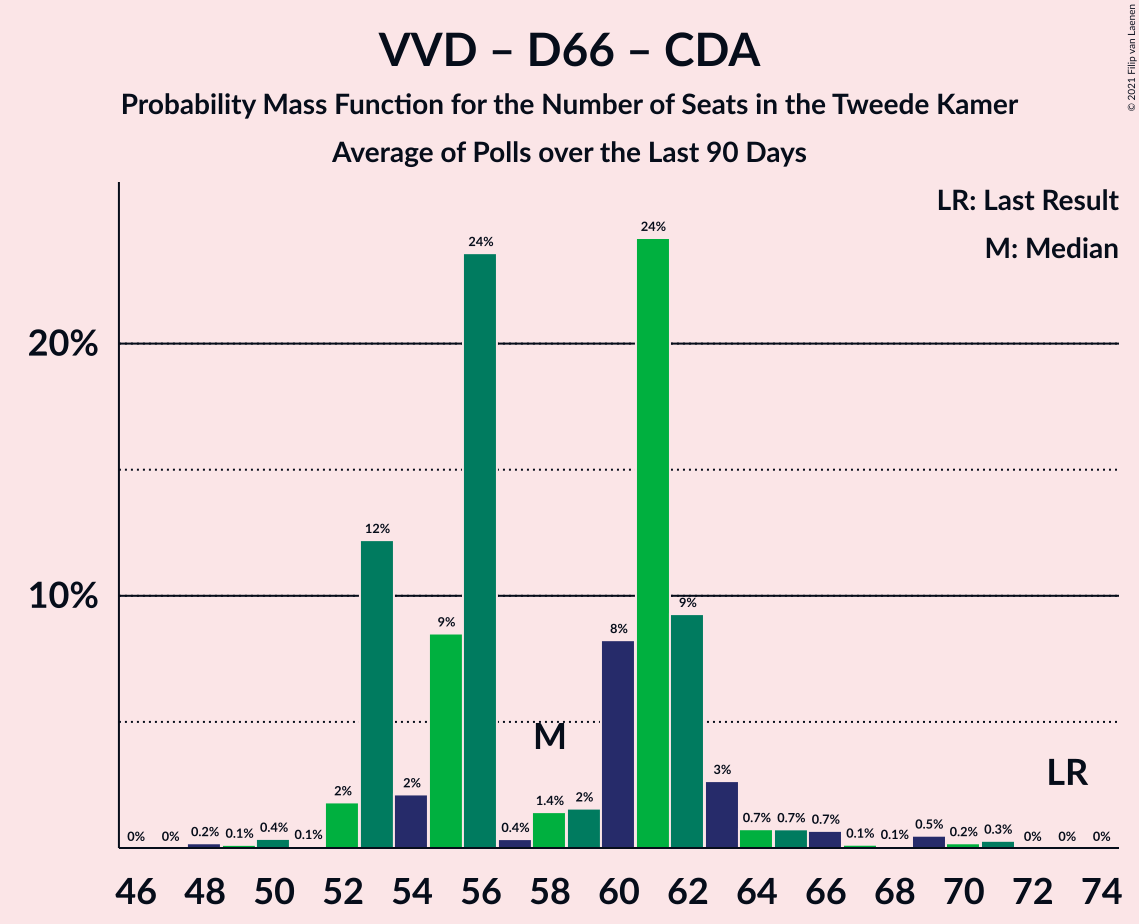 VVD – D66 – CDA
Probability Mass Function for the Number of Seats in the Tweede Kamer
Average of Polls over the Last 90 Days
© 2021 Filip van Laenen
LR: Last Result
M: Median
20%
10%
0% 0% 0.2% 0.1% 0.4% 0.1% 2% 12% 2% 9% 24% 0.4% 1.4% 2% 8% 24% 9% 3% 0.7% 0.7% 0.7% 0.1% 0.1% 0.5% 0.2% 0.3% 0% 0% 0%
M
LR
46 48 50 52 54 56 58 60 62 64 66 68 70 72 74